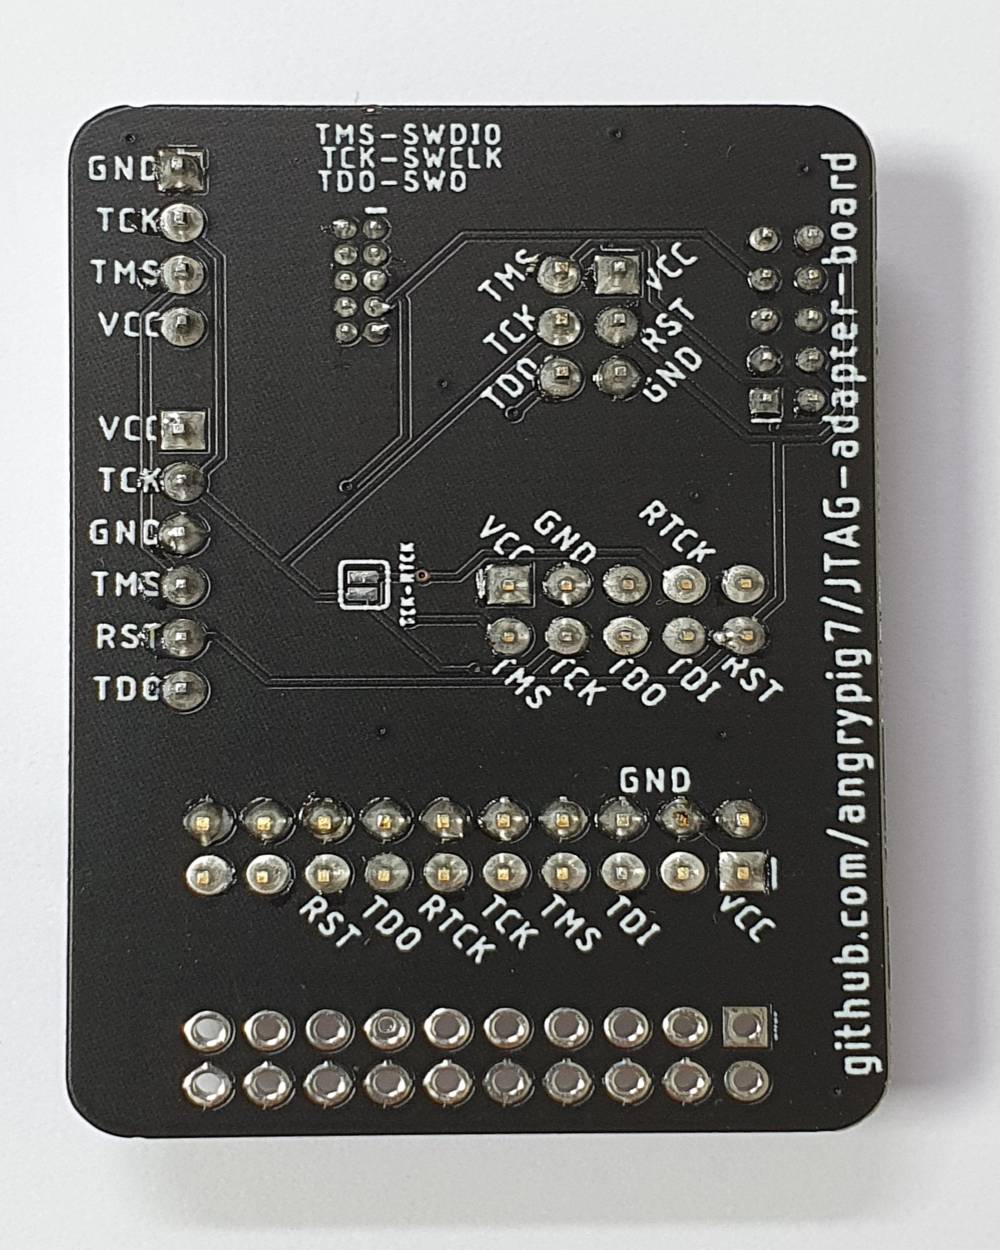 TMS-SWDIO
TCK-SWCLK
TDO-SWO
GND
TCK
TMS
VCC
VCC
TCK
GND
TMS
RST
TDO
TMS VCC
TCK RST
TDO GND
TCK-RTCK
VCC GND RTCK
TMS TCK TDO TDI RST
GND
RST TDO RTCK TCK TMS TDI VCC
github.com/angrypig7/JTAG-adapter-board